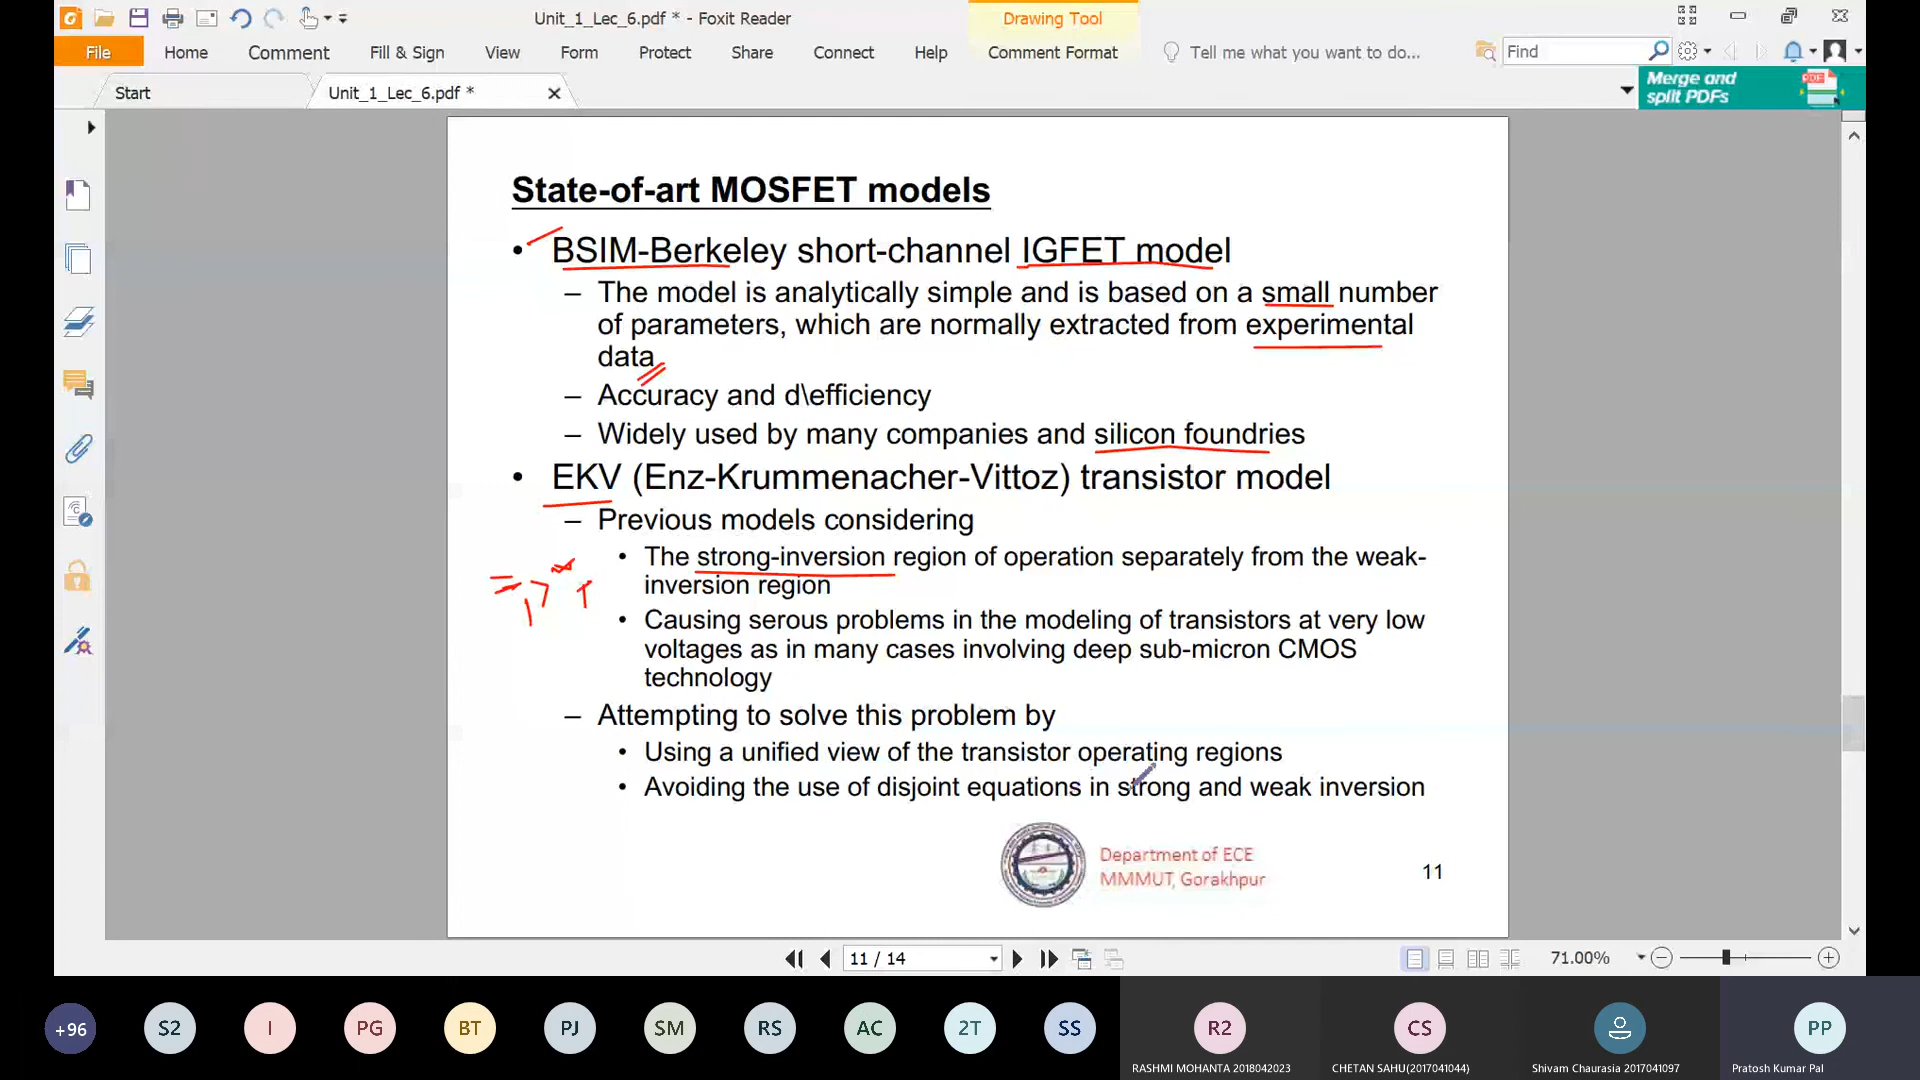 Unit_1_Lec_6.pdf * - Foxit Reader
Drawing Tool
File
Home
Comment
Fill & Sign
View
Form
Protect
Share
Connect
Help
Comment Format
Tell me what you want to do...
Find
Start
Unit_1_Lec_6.pdf *
Merge and
split PDFs
PDF
State-of-art MOSFET models
• BSIM-Berkeley short-channel IGFET model
– The model is analytically simple and is based on a small number
of parameters, which are normally extracted from experimental
data
– Accuracy and d\efficiency
– Widely used by many companies and silicon foundries
• EKV (Enz-Krummenacher-Vittoz) transistor model
– Previous models considering
• The strong-inversion region of operation separately from the weak-
inversion region
• Causing serous problems in the modeling of transistors at very low
voltages as in many cases involving deep sub-micron CMOS
technology
– Attempting to solve this problem by
• Using a unified view of the transistor operating regions
• Avoiding the use of disjoint equations in strong and weak inversion
Department of ECE
MMMUT, Gorakhpur
11
11 / 14
71.00%
+96
S2
I
PG
BT
PJ
SM
RS
AC
2T
SS
R2
CS
PP
RASHMI MOHANTA 2018042023
CHETAN SAHU(2017041044)
Shivam Chaurasia 2017041097
Pratosh Kumar Pal